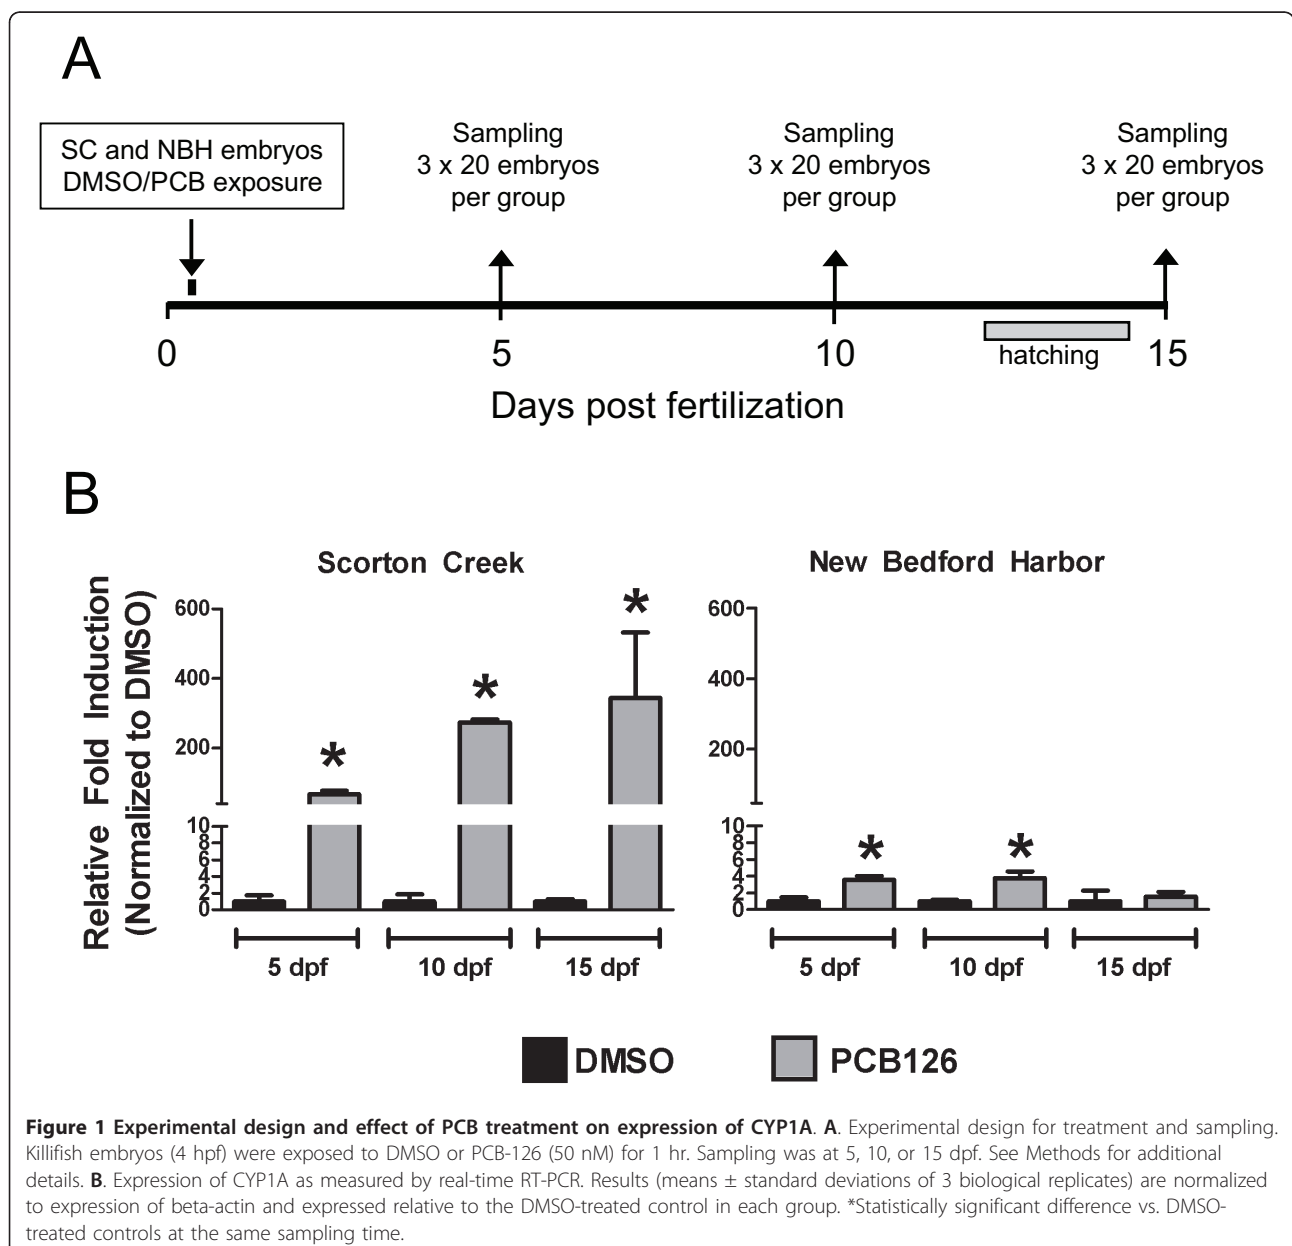 A
SC and NBH embryos
DMSO/PCB exposure
Sampling
3 x 20 embryos
per group
Sampling
3 x 20 embryos
per group
Sampling
3 x 20 embryos
per group
0
5
10
hatching
15
Days post fertilization
B
Scorton Creek
New Bedford Harbor
Relative Fold Induction
(Normalized to DMSO)
600
400
200
10
8
6
4
2
0
*
*
*
5 dpf
10 dpf
15 dpf
600
400
200
10
8
6
4
2
0
*
*
5 dpf
10 dpf
15 dpf
DMSO
PCB126
Figure 1 Experimental design and effect of PCB treatment on expression of CYP1A. A. Experimental design for treatment and sampling.
Killifish embryos (4 hpf) were exposed to DMSO or PCB-126 (50 nM) for 1 hr. Sampling was at 5, 10, or 15 dpf. See Methods for additional
details. B. Expression of CYP1A as measured by real-time RT-PCR. Results (means ± standard deviations of 3 biological replicates) are normalized
to expression of beta-actin and expressed relative to the DMSO-treated control in each group. *Statistically significant difference vs. DMSO-
treated controls at the same sampling time.